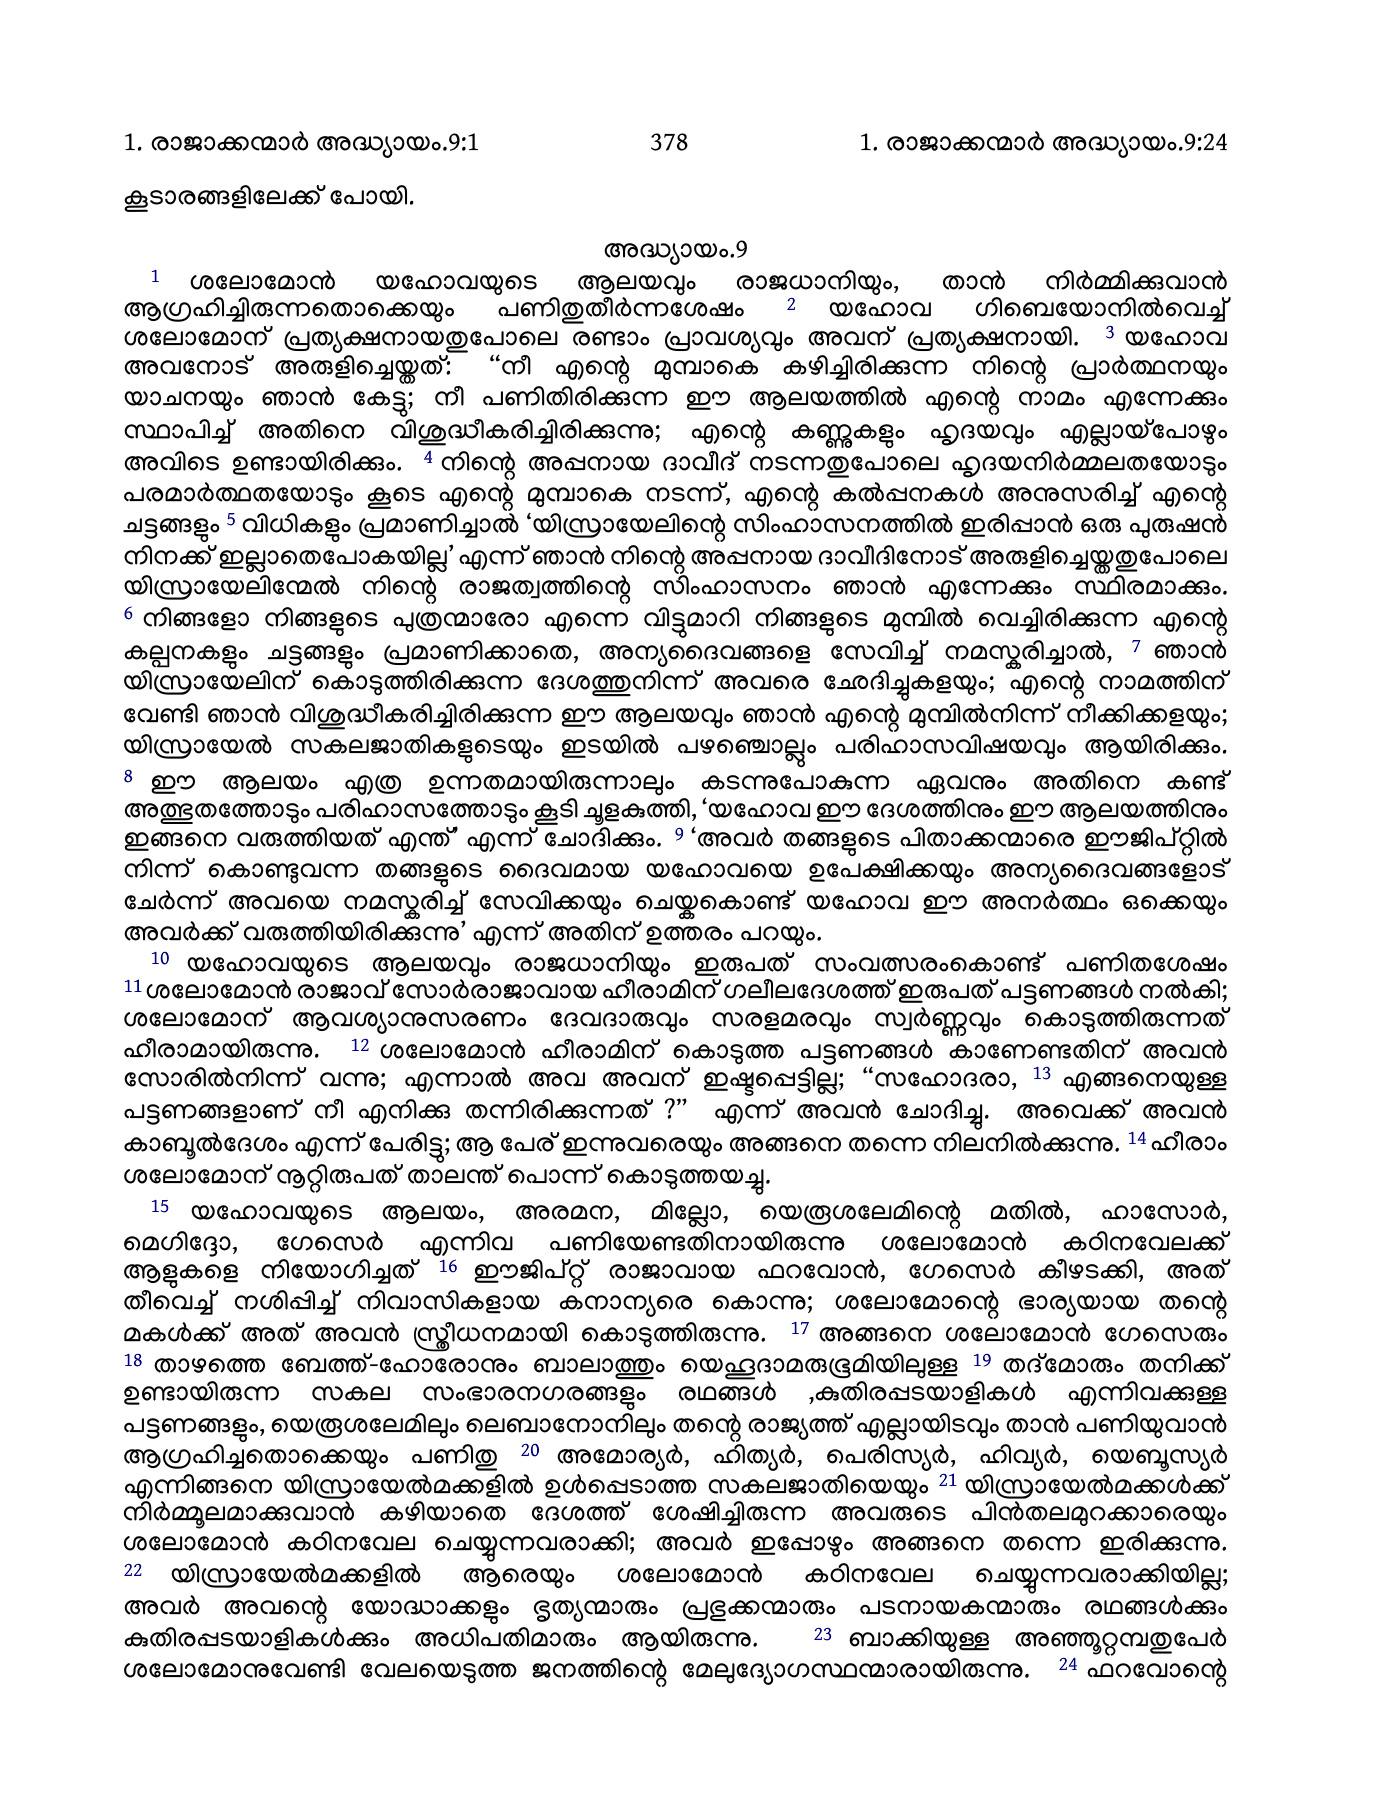 1. രാജാക്കന്മാർ അദ്ധ്യായം.9:1 378 1. രാജാക്കന്മാർ അദ്ധ്യായം.9:24
കൂടാരങ്ങളിലേക്ക് പോയി.
അദ്ധ്യായം.9
1 ശലോമോൻ യഹോവയുടെ ആലയവും രാജധാനിയും, താൻ നിർമ്മിക്കുവാൻ
ആഗ്രഹിച്ചിരുന്നതൊക്കെയും പണിതുതീർന്നശേഷം 2 യഹോവ ഗിബെയോനിൽവെച്ച്
ശലോമോന് പ്രത്യക്ഷനായതുപോലെ രണ്ടാം പ്രാവശ്യവും അവന് പ്രത്യക്ഷനായി. 3 യഹോവ
അവനോട് അരുളിച്ചെയ്തത്: “നീ എന്റെ മുമ്പാകെ കഴിച്ചിരിക്കുന്ന നിന്റെ പ്രാർത്ഥനയും
യാചനയും ഞാൻ കേട്ടു; നീ പണിതിരിക്കുന്ന ഈ ആലയത്തിൽ എന്റെ നാമം എന്നേക്കും
സ്ഥാപിച്ച് അതിനെ വിശുദ്ധീകരിച്ചിരിക്കുന്നു; എന്റെ കണ്ണുകളും ഹൃദയവും എല്ലായ്പോഴും
അവിടെ ഉണ്ടായിരിക്കും. 4 നിന്റെ അപ്പനായ ദാവീദ് നടന്നതുപോലെ ഹൃദയനിർമ്മലതയോടും
പരമാർത്ഥതയോടും കൂടെ എന്റെ മുമ്പാകെ നടന്ന്, എന്റെ കൽപ്പനകൾ അനുസരിച്ച് എന്റെ
ചട്ടങ്ങളും 5 വിധികളും പ്രമാണിച്ചാൽ ‘യിസ്രായേലിന്റെ സിംഹാസനത്തിൽ ഇരിപ്പാൻ ഒരു പുരുഷൻ
നിനക്ക് ഇല്ലാതെപോകയില്ല’ എന്ന് ഞാൻ നിന്റെ അപ്പനായ ദാവീദിനോട് അരുളിച്ചെയ്തതുപോലെ
യിസ്രായേലിന്മേൽ നിന്റെ രാജത്വത്തിന്റെ സിംഹാസനം ഞാൻ എന്നേക്കും സ്ഥിരമാക്കും.
6 നിങ്ങളോ നിങ്ങളുടെ പുത്രന്മാരോ എന്നെ വിട്ടുമാറി നിങ്ങളുടെ മുമ്പിൽ വെച്ചിരിക്കുന്ന എന്റെ
കല്പനകളും ചട്ടങ്ങളും പ്രമാണിക്കാതെ, അന്യദൈവങ്ങളെ സേവിച്ച് നമസ്കരിച്ചാൽ, 7 ഞാൻ
യിസ്രായേലിന് കൊടുത്തിരിക്കുന്ന ദേശത്തുനിന്ന് അവരെ ഛേദിച്ചുകളയും; എന്റെ നാമത്തിന്
വേണ്ടി ഞാൻ വിശുദ്ധീകരിച്ചിരിക്കുന്ന ഈ ആലയവും ഞാൻ എന്റെ മുമ്പിൽനിന്ന് നീക്കിക്കളയും;
യിസ്രായേൽ സകലജാതികളുടെയും ഇടയിൽ പഴഞ്ചൊല്ലും പരിഹാസവിഷയവും ആയിരിക്കും.
8 ഈ ആലയം എത്ര ഉന്നതമായിരുന്നാലും കടന്നുപോകുന്ന ഏവനും അതിനെ കണ്ട്
അത്ഭുതത്തോടും പരിഹാസത്തോടും കൂടി ചൂളകുത്തി, ‘യഹോവ ഈ ദേശത്തിനും ഈ ആലയത്തിനും
ഇങ്ങനെ വരുത്തിയത് എന്ത്’ എന്ന് ചോദിക്കും. 9 ‘അവർ തങ്ങളുടെ പിതാക്കന്മാരെ ഈജിപ്റ്റിൽ
നിന്ന് കൊണ്ടുവന്ന തങ്ങളുടെ ദൈവമായ യഹോവയെ ഉപേക്ഷിക്കയും അന്യദൈവങ്ങളോട്
ചേർന്ന് അവയെ നമസ്കരിച്ച് സേവിക്കയും ചെയ്കകൊണ്ട് യഹോവ ഈ അനർത്ഥം ഒക്കെയും
അവർക്ക് വരുത്തിയിരിക്കുന്നു’ എന്ന് അതിന് ഉത്തരം പറയും.
10 യഹോവയുടെ ആലയവും രാജധാനിയും ഇരുപത് സംവത്സരംകൊണ്ട് പണിതശേഷം
11 ശലോമോൻ രാജാവ് സോർരാജാവായ ഹീരാമിന് ഗലീലദേശത്ത് ഇരുപത് പട്ടണങ്ങൾ നൽകി;
ശലോമോന് ആവശ്യാനുസരണം ദേവദാരുവും സരളമരവും സ്വർണ്ണവും കൊടുത്തിരുന്നത്
ഹീരാമായിരുന്നു. 12 ശലോമോൻ ഹീരാമിന് കൊടുത്ത പട്ടണങ്ങൾ കാണേണ്ടതിന് അവൻ
സോരിൽനിന്ന് വന്നു; എന്നാൽ അവ അവന് ഇഷ്ടപ്പെട്ടില്ല; “സഹോദരാ, 13 എങ്ങനെയുള്ള
പട്ടണങ്ങളാണ് നീ എനിക്കു തന്നിരിക്കുന്നത് ?” എന്ന് അവൻ ചോദിച്ചു. അവെക്ക് അവൻ
കാബൂൽദേശം എന്ന് പേരിട്ടു; ആ പേര് ഇന്നുവരെയും അങ്ങനെ തന്നെ നിലനിൽക്കുന്നു. 14 ഹീരാം
ശലോമോന് നൂറ്റിരുപത് താലന്ത് പൊന്ന് കൊടുത്തയച്ചു.
15 യഹോവയുടെ ആലയം, അരമന, മില്ലോ, യെരൂശലേമിന്റെ മതിൽ, ഹാസോർ,
മെഗിദ്ദോ, ഗേസെർ എന്നിവ പണിയേണ്ടതിനായിരുന്നു ശലോമോൻ കഠിനവേലക്ക്
ആളുകളെ നിയോഗിച്ചത് 16 ഈജിപ്റ്റ് രാജാവായ ഫറവോൻ, ഗേസെർ കീഴടക്കി, അത്
തീവെച്ച് നശിപ്പിച്ച് നിവാസികളായ കനാന്യരെ കൊന്നു; ശലോമോന്റെ ഭാര്യയായ തന്റെ
മകൾക്ക് അത് അവൻ സ്ത്രീധനമായി കൊടുത്തിരുന്നു. 17 അങ്ങനെ ശലോമോൻ ഗേസെരും
18 താഴത്തെ ബേത്ത്-ഹോരോനും ബാലാത്തും യെഹൂദാമരുഭൂമിയിലുള്ള 19 തദ്മോരും തനിക്ക്
ഉണ്ടായിരുന്ന സകല സംഭാരനഗരങ്ങളും രഥങ്ങൾ ,കുതിരപ്പടയാളികൾ എന്നിവക്കുള്ള
പട്ടണങ്ങളും, യെരൂശലേമിലും ലെബാനോനിലും തന്റെ രാജ്യത്ത് എല്ലായിടവും താൻ പണിയുവാൻ
ആഗ്രഹിച്ചതൊക്കെയും പണിതു 20 അമോര്യർ, ഹിത്യർ, പെരിസ്യർ, ഹിവ്യർ, യെബൂസ്യർ
എന്നിങ്ങനെ യിസ്രായേൽമക്കളിൽ ഉൾപ്പെടാത്ത സകലജാതിയെയും 21 യിസ്രായേൽമക്കൾക്ക്
നിർമ്മൂലമാക്കുവാൻ കഴിയാതെ ദേശത്ത് ശേഷിച്ചിരുന്ന അവരുടെ പിൻതലമുറക്കാരെയും
ശലോമോൻ കഠിനവേല ചെയ്യുന്നവരാക്കി; അവർ ഇപ്പോഴും അങ്ങനെ തന്നെ ഇരിക്കുന്നു.
22 യിസ്രായേൽമക്കളിൽ ആരെയും ശലോമോൻ കഠിനവേല ചെയ്യുന്നവരാക്കിയില്ല;
അവർ അവന്റെ യോദ്ധാക്കളും ഭൃത്യന്മാരും പ്രഭുക്കന്മാരും പടനായകന്മാരും രഥങ്ങൾക്കും
കുതിരപ്പടയാളികൾക്കും അധിപതിമാരും ആയിരുന്നു. 23 ബാക്കിയുള്ള അഞ്ഞൂറ്റമ്പതുപേർ
ശലോമോനുവേണ്ടി വേലയെടുത്ത ജനത്തിന്റെ മേലുദ്യോഗസ്ഥന്മാരായിരുന്നു. 24 ഫറവോന്റെ